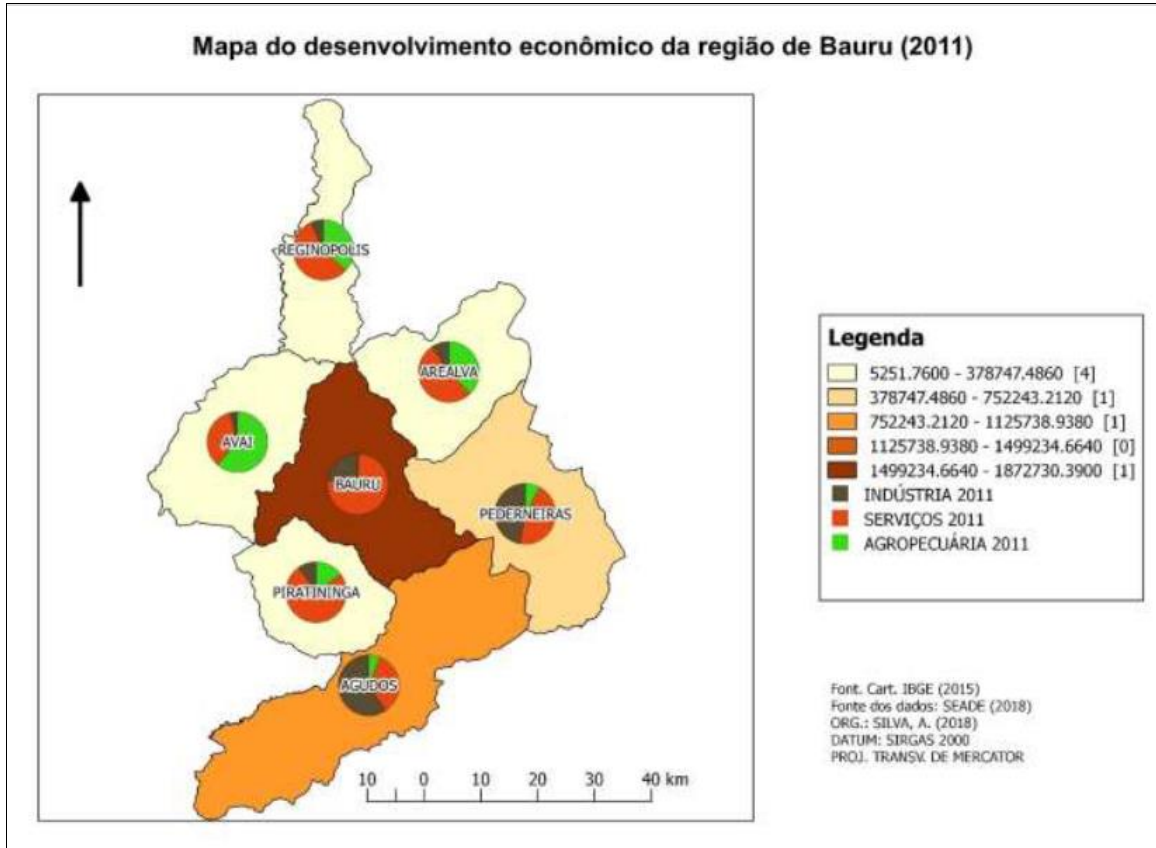 Mapa do desenvolvimento econômico da região de Bauru (2011)
REGINOPOLIS
AREALVA
AVAI
BAURU
PEDERNEIRAS
PIRATININGA
AGUDOS
10 0 10 20 30 40 km
Legenda
5251.7600 - 378747.4860 [4]
378747.4860 - 752243.2120 [1]
752243.2120 - 1125738.9380 [1]
1125738.9380 - 1499234.6640 [0]
1499234.6640 - 1872730.3900 [1]
INDÚSTRIA 2011
SERVIÇOS 2011
AGROPECUÁRIA 2011
Font. Cart. IBGE (2015)
Fonte dos dados: SEADE (2018)
ORG.: SILVA, A. (2018)
DATUM: SIRGAS 2000
PROJ. TRANSV. DE MERCATOR